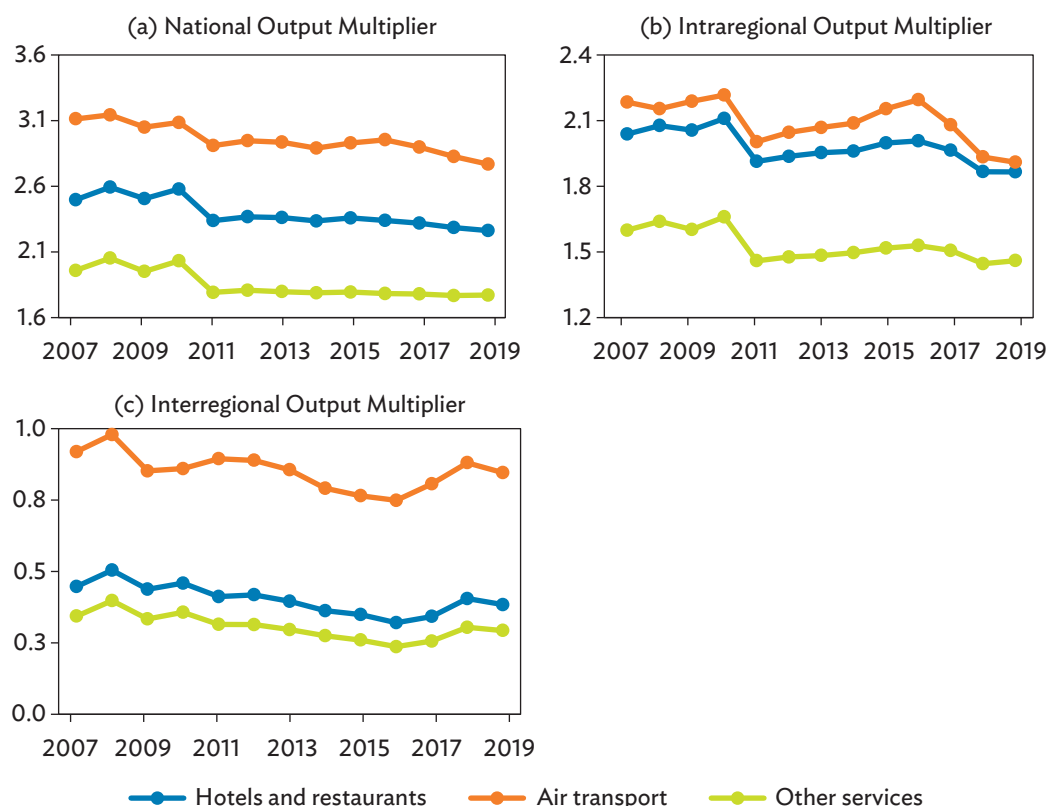 (a) National Output Multiplier
3.6
3.1
2.6
2.1
1.6
2007 2009 2011 2013 2015 2017 2019
(b) Intraregional Output Multiplier
2.4
2.1
1.8
1.5
1.2
2007 2009 2011 2013 2015 2017 2019
(c) Interregional Output Multiplier
1.0
0.8
0.5
0.3
0.0
2007 2009 2011 2013 2015 2017 2019
Hotels and restaurants Air transport Other services